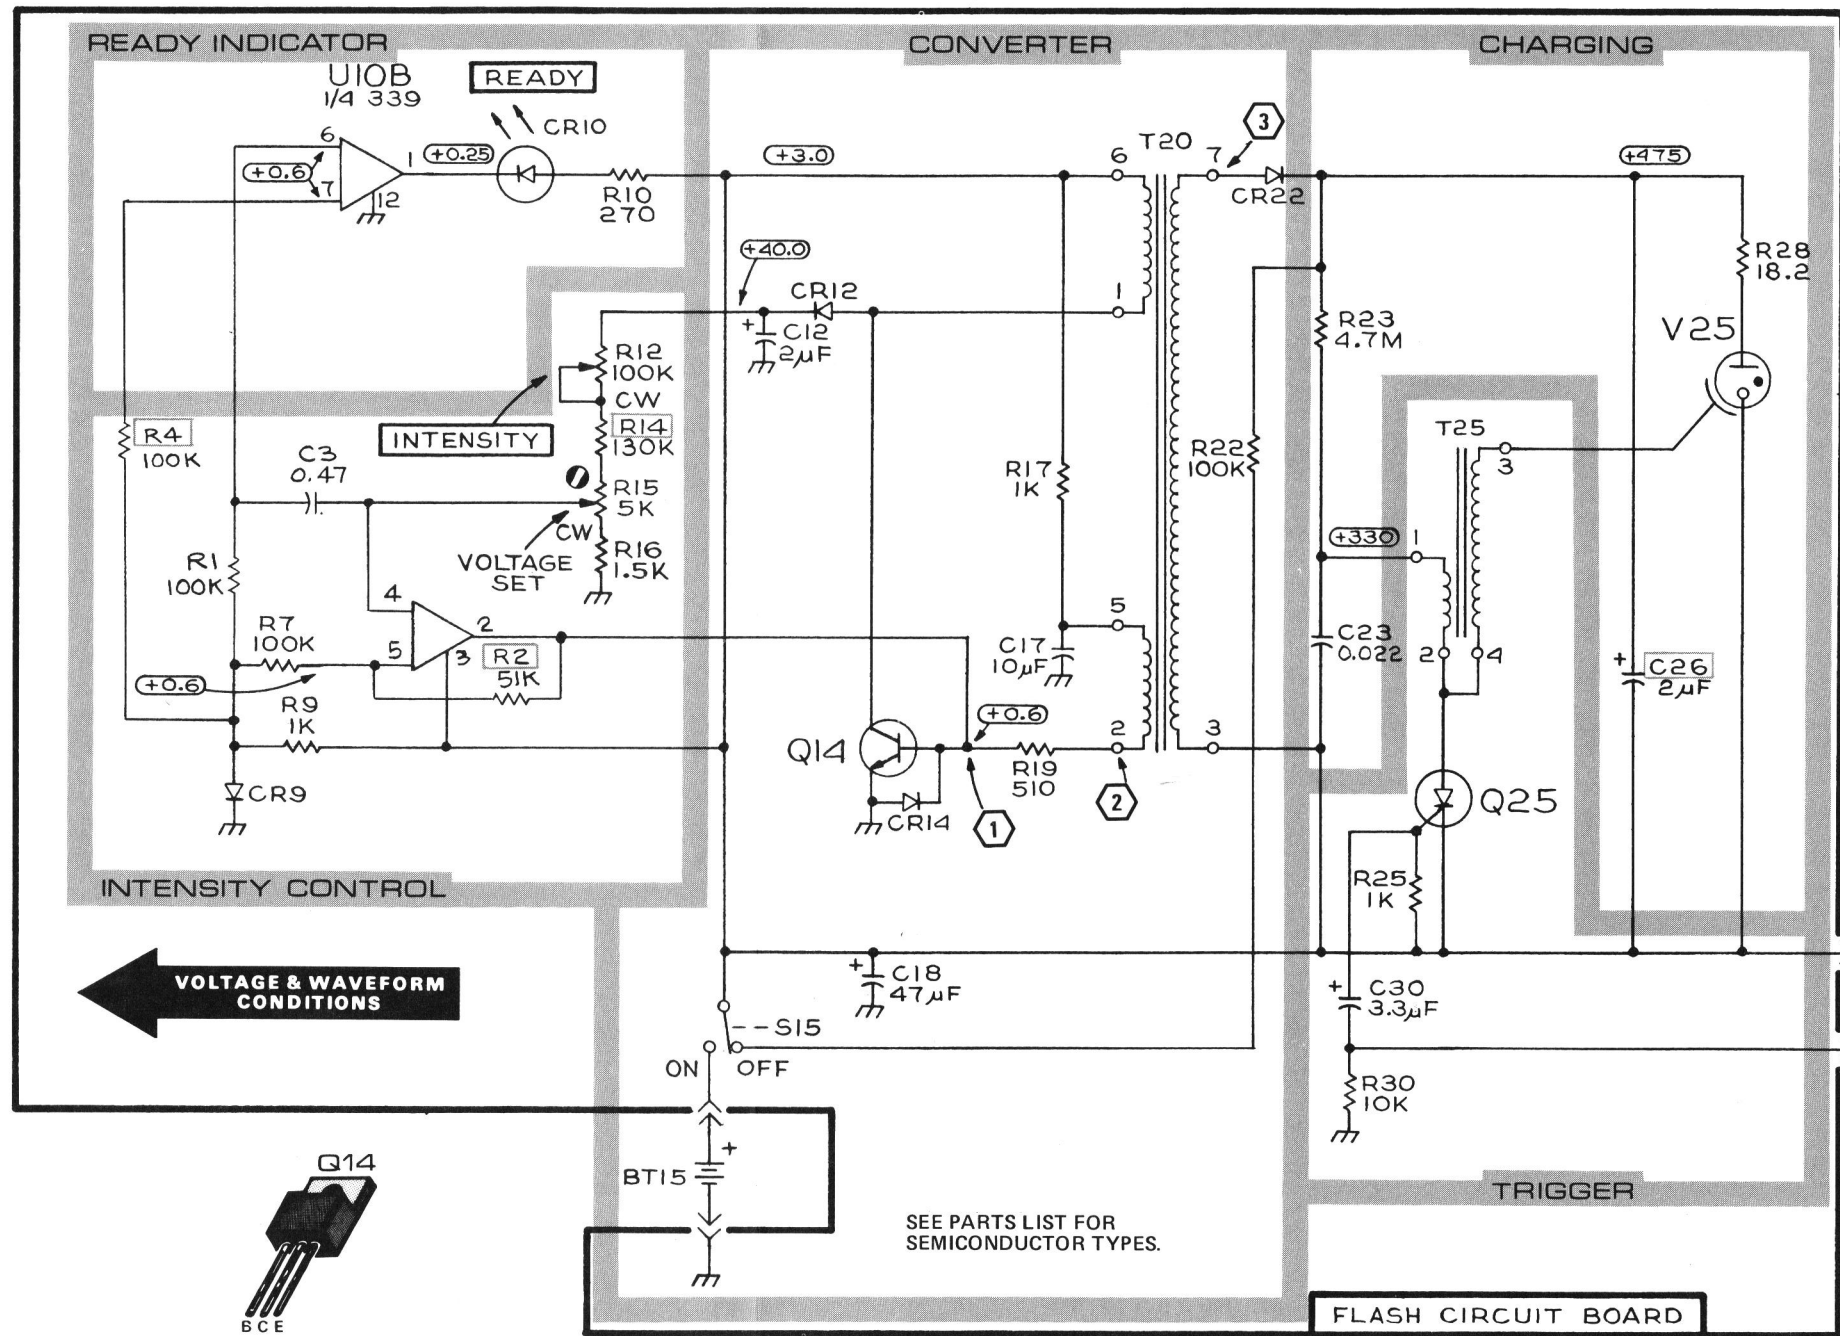 READY INDICATOR
U10B
1/4 339
READY
CR10
6
+0.6
7
1
+0.25
12
R10
270
CONVERTER
+3.0
+40.0
CR12
C12
2µF
6
T20
7
3
CR22
1
CHARGING
+475
R28
18.2
R23
4.7M
V25
R12
100K
CW
INTENSITY
R14
130K
R4
100K
C3
0.47
R15
5K
CW
VOLTAGE
SET
R16
1.5K
R1
100K
4
5
2
3
R7
100K
R2
51K
+0.6
R9
1K
CR9
INTENSITY CONTROL
R17
1K
R22
100K
5
C17
10µF
+0.6
Q14
R19
510
2
3
2
CR14
1
T25
3
+330
1
C23
0.022
2
4
+
C26
2µF
Q25
R25
1K
VOLTAGE & WAVEFORM
CONDITIONS
+
C18
47µF
+
C30
3.3µF
--S15
ON
OFF
R30
10K
+
BT15
Q14
B C E
TRIGGER
SEE PARTS LIST FOR
SEMICONDUCTOR TYPES.
FLASH CIRCUIT BOARD